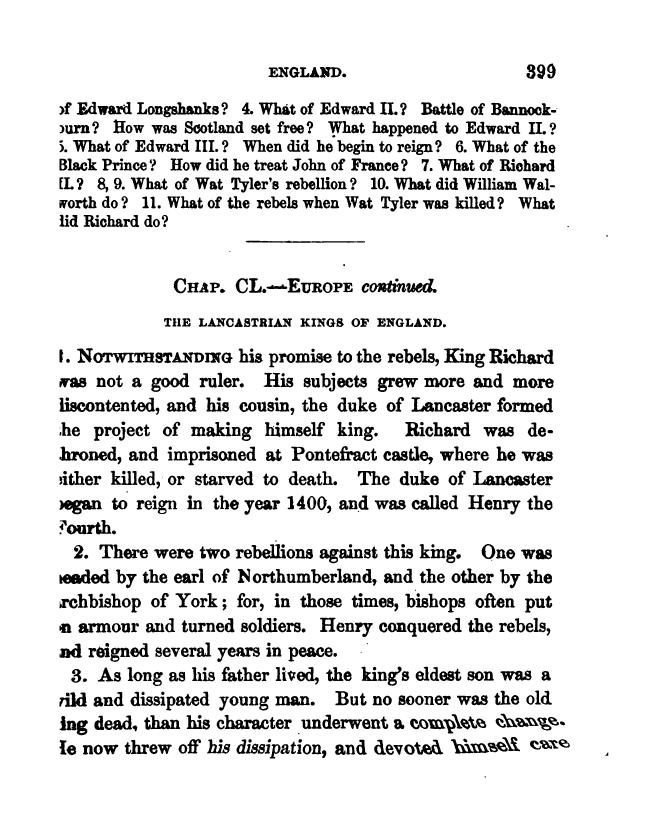 ENGLAND. 399
of Edward Longshanks? 4. What of Edward II.? Battle of Bannock-
burn? How was Scotland set free? What happened to Edward II.?
5. What of Edward III.? When did he begin to reign? 6. What of the
Black Prince? How did he treat John of France? 7. What of Richard
II.? 8, 9. What of Wat Tyler's rebellion? 10. What did William Wal-
worth do? 11. What of the rebels when Wat Tyler was killed? What
did Richard do?
CHAP. CL.—EUROPE continued.
THE LANCASTRIAN KINGS OF ENGLAND.
1. NOTWITHSTANDING his promise to the rebels, King Richard
was not a good ruler. His subjects grew more and more
discontented, and his cousin, the duke of Lancaster formed
the project of making himself king. Richard was de-
throned, and imprisoned at Pontefract castle, where he was
either killed, or starved to death. The duke of Lancaster
began to reign in the year 1400, and was called Henry the
Fourth.
2. There were two rebellions against this king. One was
headed by the earl of Northumberland, and the other by the
archbishop of York; for, in those times, bishops often put
on armour and turned soldiers. Henry conquered the rebels,
and reigned several years in peace.
3. As long as his father lived, the king's eldest son was a
wild and dissipated young man. But no sooner was the old
king dead, than his character underwent a complete change.
He now threw off his dissipation, and devoted himself care